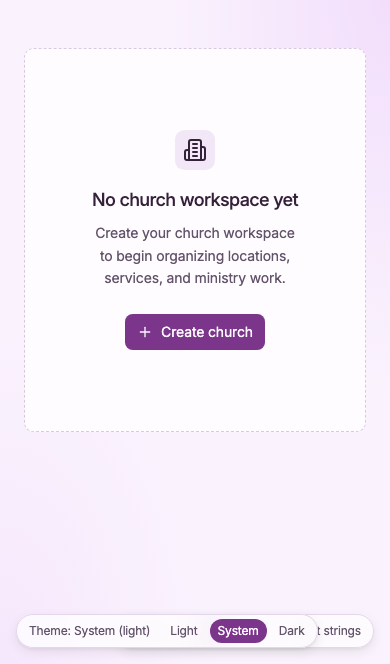 No church workspace yet
Create your church workspace
to begin organizing locations,
services, and ministry work.
Create church
Theme: System (light) Light System Dark t strings